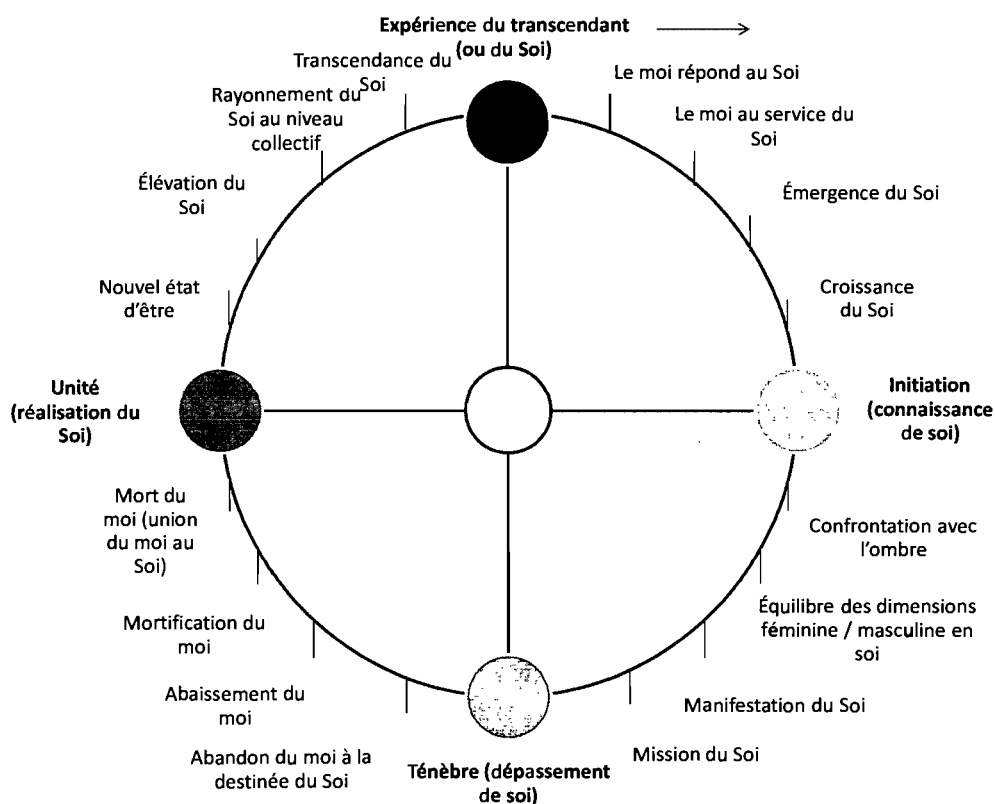 Expérience du transcendant
(ou du Soi)
Le moi répond au Soi
Le moi au service du
Soi
Émergence du Soi
Croissance
du Soi
Initiation
(connaissance
de soi)
Confrontation avec
l'ombre
Équilibre des dimensions
féminine / masculine en
soi
Manifestation du Soi
Mission du Soi
Ténèbre (dépassement
de soi)
Abandon du moi à la
destinée du Soi
Abaissement du
moi
Mortification du
moi
Mort du
moi (union
du moi au
Soi)
Unité
(réalisation du
Soi)
Nouvel état
d'être
Élévation du
Soi
Rayonnement du
Soi au niveau
collectif
Transcendance du
Soi